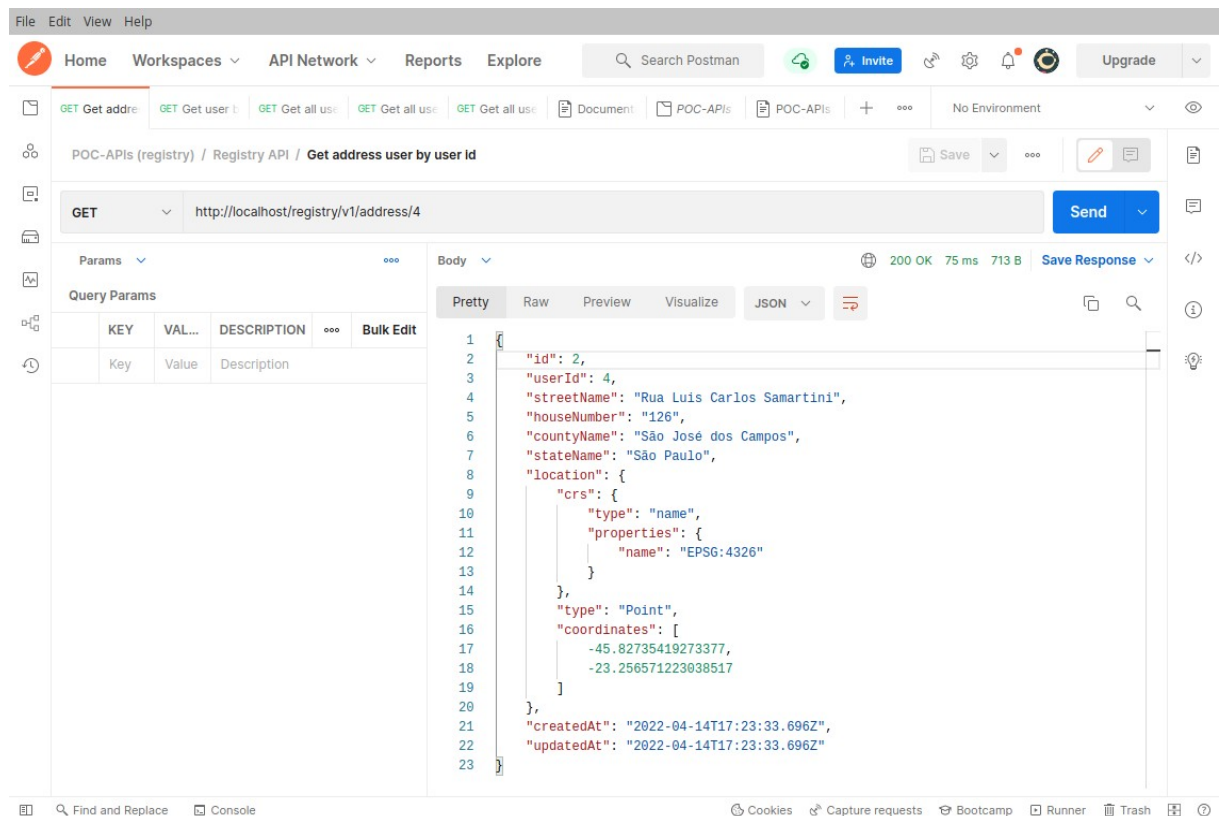 File Edit View Help
Home Workspaces API Network Reports Explore Search Postman Invite Upgrade
GET Get addre GET Get user b GET Get all use GET Get all use GET Get all use Document POC-APIs POC-APIs No Environment
POC-APIs (registry) / Registry API / Get address user by user id Save
GET http://localhost/registry/v1/address/4 Send
Params Body 200 OK 75 ms 713 B Save Response
Query Params Pretty Raw Preview Visualize JSON
KEY VAL... DESCRIPTION Bulk Edit
Key Value Description
1 {
2 "id": 2,
3 "userId": 4,
4 "streetName": "Rua Luis Carlos Samartini",
5 "houseNumber": "126",
6 "countyName": "São José dos Campos",
7 "stateName": "São Paulo",
8 "location": {
9 "crs": {
10 "type": "name",
11 "properties": {
12 "name": "EPSG:4326"
13 }
14 },
15 "type": "Point",
16 "coordinates": [
17 -45.82735419273377,
18 -23.256571223038517
19 ]
20 },
21 "createdAt": "2022-04-14T17:23:33.696Z",
22 "updatedAt": "2022-04-14T17:23:33.696Z"
23 }
Find and Replace Console Cookies Capture requests Bootcamp Runner Trash